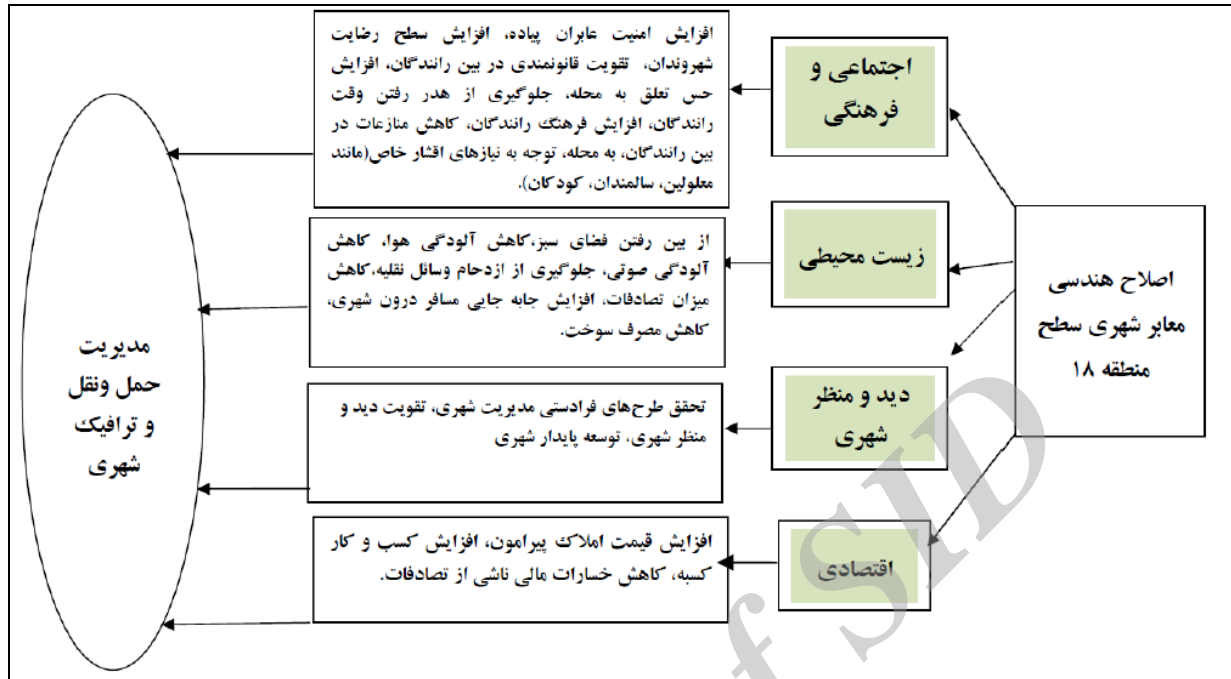 اصلاح هندسی
معابر شهری سطح
منطقه ۱۸
اجتماعی و
فرهنگی
افزایش امنیت عابران پیاده، افزایش سطح رضایت
شهروندان، تقویت قانونمندی در بین رانندگان، افزایش
حس تعلق به محله، جلوگیری از هدر رفتن وقت
رانندگان، افزایش فرهنگ رانندگان، کاهش منازعات در
بین رانندگان، به محله، توجه به نیازهای اقشار خاص(مانند
معلولین، سالمندان، کودکان).
زیست محیطی
از بین رفتن فضای سبز،کاهش آلودگی هوا، کاهش
آلودگی صوتی، جلوگیری از ازدحام وسائل نقلیه،کاهش
میزان تصادفات، افزایش جابه جایی مسافر درون شهری،
کاهش مصرف سوخت.
دید و منظر
شهری
تحقق طرح‌های فرادستی مدیریت شهری، تقویت دید و
منظر شهری، توسعه پایدار شهری
اقتصادی
افزایش قیمت املاک پیرامون، افزایش کسب و کار
کسبه، کاهش خسارات مالی ناشی از تصادفات.
مدیریت
حمل ونقل
و ترافیک
شهری
f SID